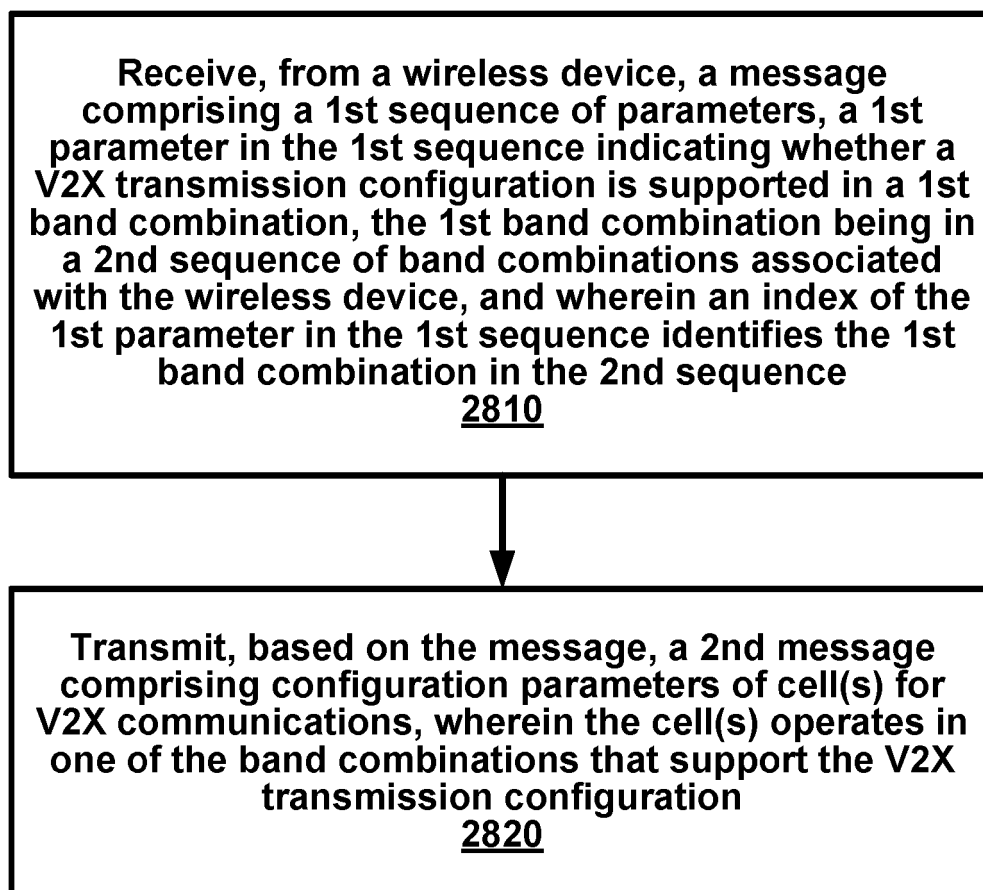 Receive, from a wireless device, a message
comprising a 1st sequence of parameters, a 1st
parameter in the 1st sequence indicating whether a
V2X transmission configuration is supported in a 1st
band combination, the 1st band combination being in
a 2nd sequence of band combinations associated
with the wireless device, and wherein an index of the
1st parameter in the 1st sequence identifies the 1st
band combination in the 2nd sequence
2810
Transmit, based on the message, a 2nd message
comprising configuration parameters of cell(s) for
V2X communications, wherein the cell(s) operates in
one of the band combinations that support the V2X
transmission configuration
2820